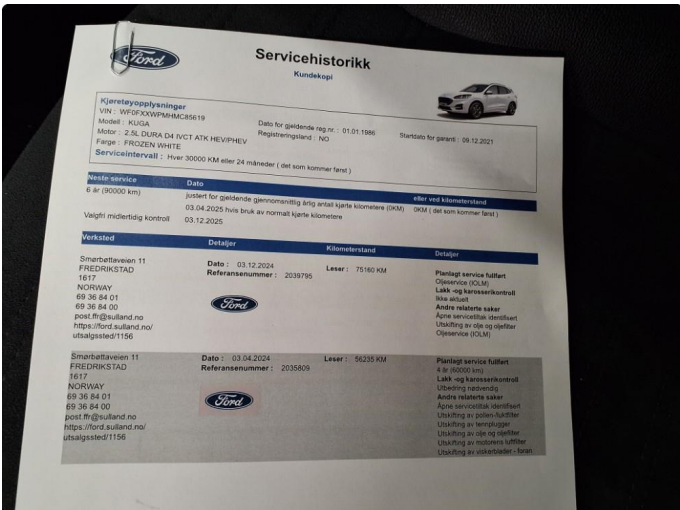 Ford
Servicehistorikk
Kundekopi
Kjøretøyopplysninger
VIN : WF0FXXWPMHMC85619
Modell : KUGA
Motor : 2.5L DURA D4 IVCT ATK HEV/PHEV
Farge : FROZEN WHITE
Dato for gjeldende reg.nr. : 01.01.1986
Registreringsland : NO
Startdato for garanti : 09.12.2021
Serviceintervall : Hver 30000 KM eller 24 måneder ( det som kommer først )
Neste service Dato eller ved kilometerstand
6 år (90000 km) justert for gjeldende gjennomsnittlig årlig antall kjørte kilometere (0KM) 0KM ( det som kommer først )
03.04.2025 hvis bruk av normalt kjørte kilometere
Valgfri midlertidig kontroll 03.12.2025
Verksted Detaljer Kilometerstand Detaljer
Smørbøttaveien 11
FREDRIKSTAD
1617
NORWAY
69 36 84 01
69 36 84 00
post.ffr@sulland.no
https://ford.sulland.no/
utsalgssted/1156
Dato : 03.12.2024
Referansenummer : 2039795
Ford
Leser : 75160 KM
Planlagt service fullført
Oljeservice (IOLM)
Lakk -og karosserikontroll
Ikke aktuelt
Andre relaterte saker
Åpne servicetiltak identifisert
Utskifting av olje og oljefilter
Oljeservice (IOLM)
Smørbøttaveien 11
FREDRIKSTAD
1617
NORWAY
69 36 84 01
69 36 84 00
post.ffr@sulland.no
https://ford.sulland.no/
utsalgssted/1156
Dato : 03.04.2024
Referansenummer : 2035809
Ford
Leser : 56235 KM
Planlagt service fullført
4 år (60000 km)
Lakk -og karosserikontroll
Utbedring nødvendig
Andre relaterte saker
Åpne servicetiltak identifisert
Utskifting av pollen-/luktfilter
Utskifting av tennplugger
Utskifting av olje og oljefilter
Utskifting av motorens luftfilter
Utskifting av viskerblader - foran